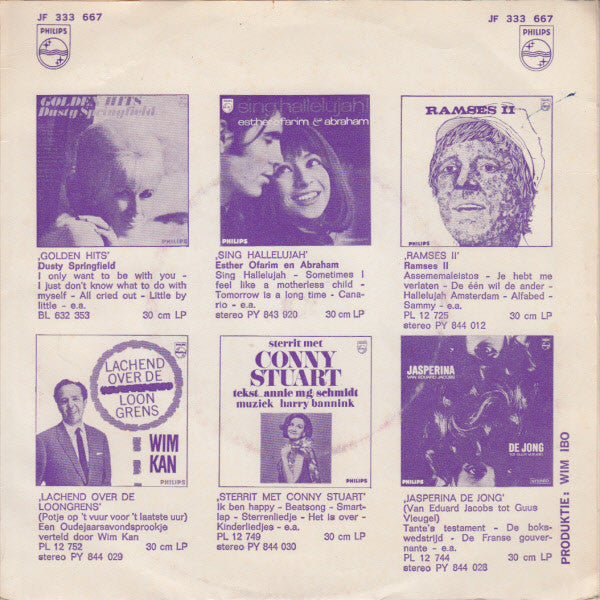 JF 333 667
JF 333 667
PHILIPS
PHILIPS
GOLDEN HITS
Dusty Springfield
PHILIPS
'GOLDEN HITS'
Dusty Springfield
I only want to be with you -
I just don't know what to do with
myself - All cried out - Little by
little - e.a.
BL 632 353 30 cm LP
sing hallelujah!
esther ofarim & abraham
PHILIPS
'SING HALLELUJAH'
Esther Ofarim en Abraham
Sing Hallelujah - Sometimes I
feel like a motherless child -
Tomorrow is a long time - Cana-
rio - e.a.
stereo PY 843 920 30 cm LP
RAMSES II
PHILIPS
'RAMSES II'
Ramses II
Assememaleistos - Je hebt me
verlaten - De één wil de ander -
Hallelujah Amsterdam - Alfabed -
Sammy - e.a.
PL 12 725 30 cm LP
stereo PY 844 012
LACHEND
OVER DE
LOON
GRENS
WIM
KAN
PHILIPS
'LACHEND OVER DE
LOONGRENS'
(Potje op 't vuur voor 't laatste uur)
Een Oudejaarsavondsprookje
verteld door Wim Kan
PL 12 752 30 cm LP
stereo PY 844 029
sterrit met
CONNY
STUART
tekst annie m.g. schmidt
muziek harry bannink
PHILIPS
'STERRIT MET CONNY STUART'
Ik ben happy - Beatsong - Smart-
lap - Sterrenliedje - Het is over -
Kinderliedjes - e.a.
PL 12 749 30 cm LP
stereo PY 844 030
JASPERINA
VAN EDUARD JACOBS
DE JONG
TOT GUUS VLEUGEL
PHILIPS
'JASPERINA DE JONG'
(Van Eduard Jacobs tot Guus
Vleugel)
Tante's testament - De boks-
wedstrijd - De Franse gouver-
nante - e.a.
PL 12 744 30 cm LP
stereo PY 844 028
PRODUKTIE: WIM IBO